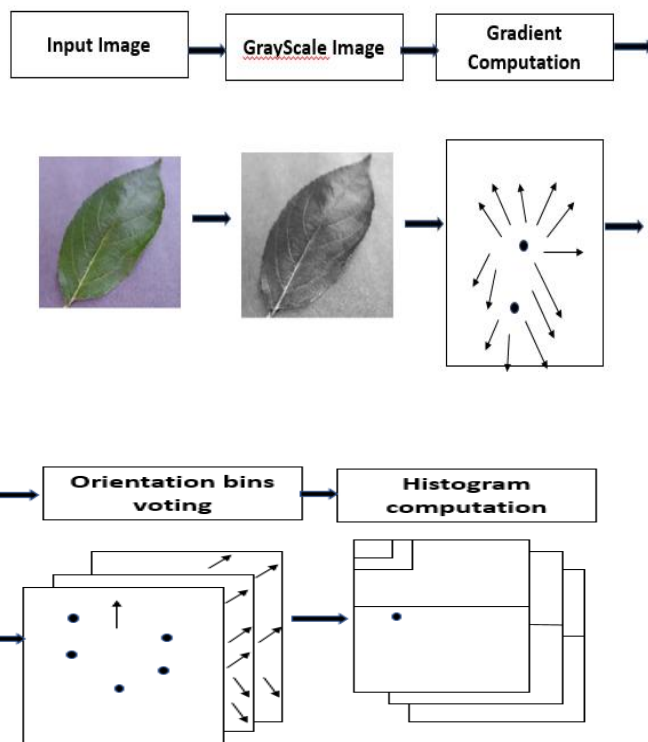 Input Image
GrayScale Image
Gradient
Computation
Orientation bins
voting
Histogram
computation